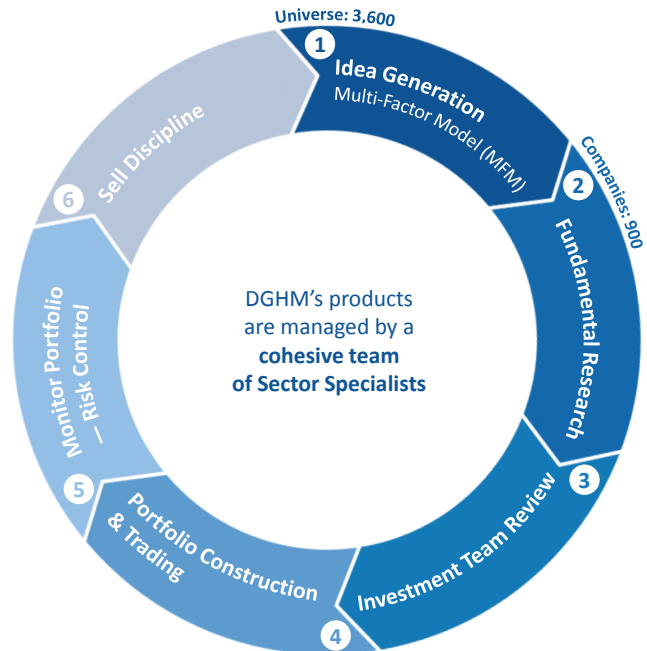 Universe: 3,600
1
Idea Generation
Multi-Factor Model (MFM)
Companies: 900
2
Fundamental Research
3
Investment Team Review
4
Portfolio Construction
& Trading
5
Monitor Portfolio
— Risk Control
6
Sell Discipline
DGHM’s products
are managed by a
cohesive team
of Sector Specialists